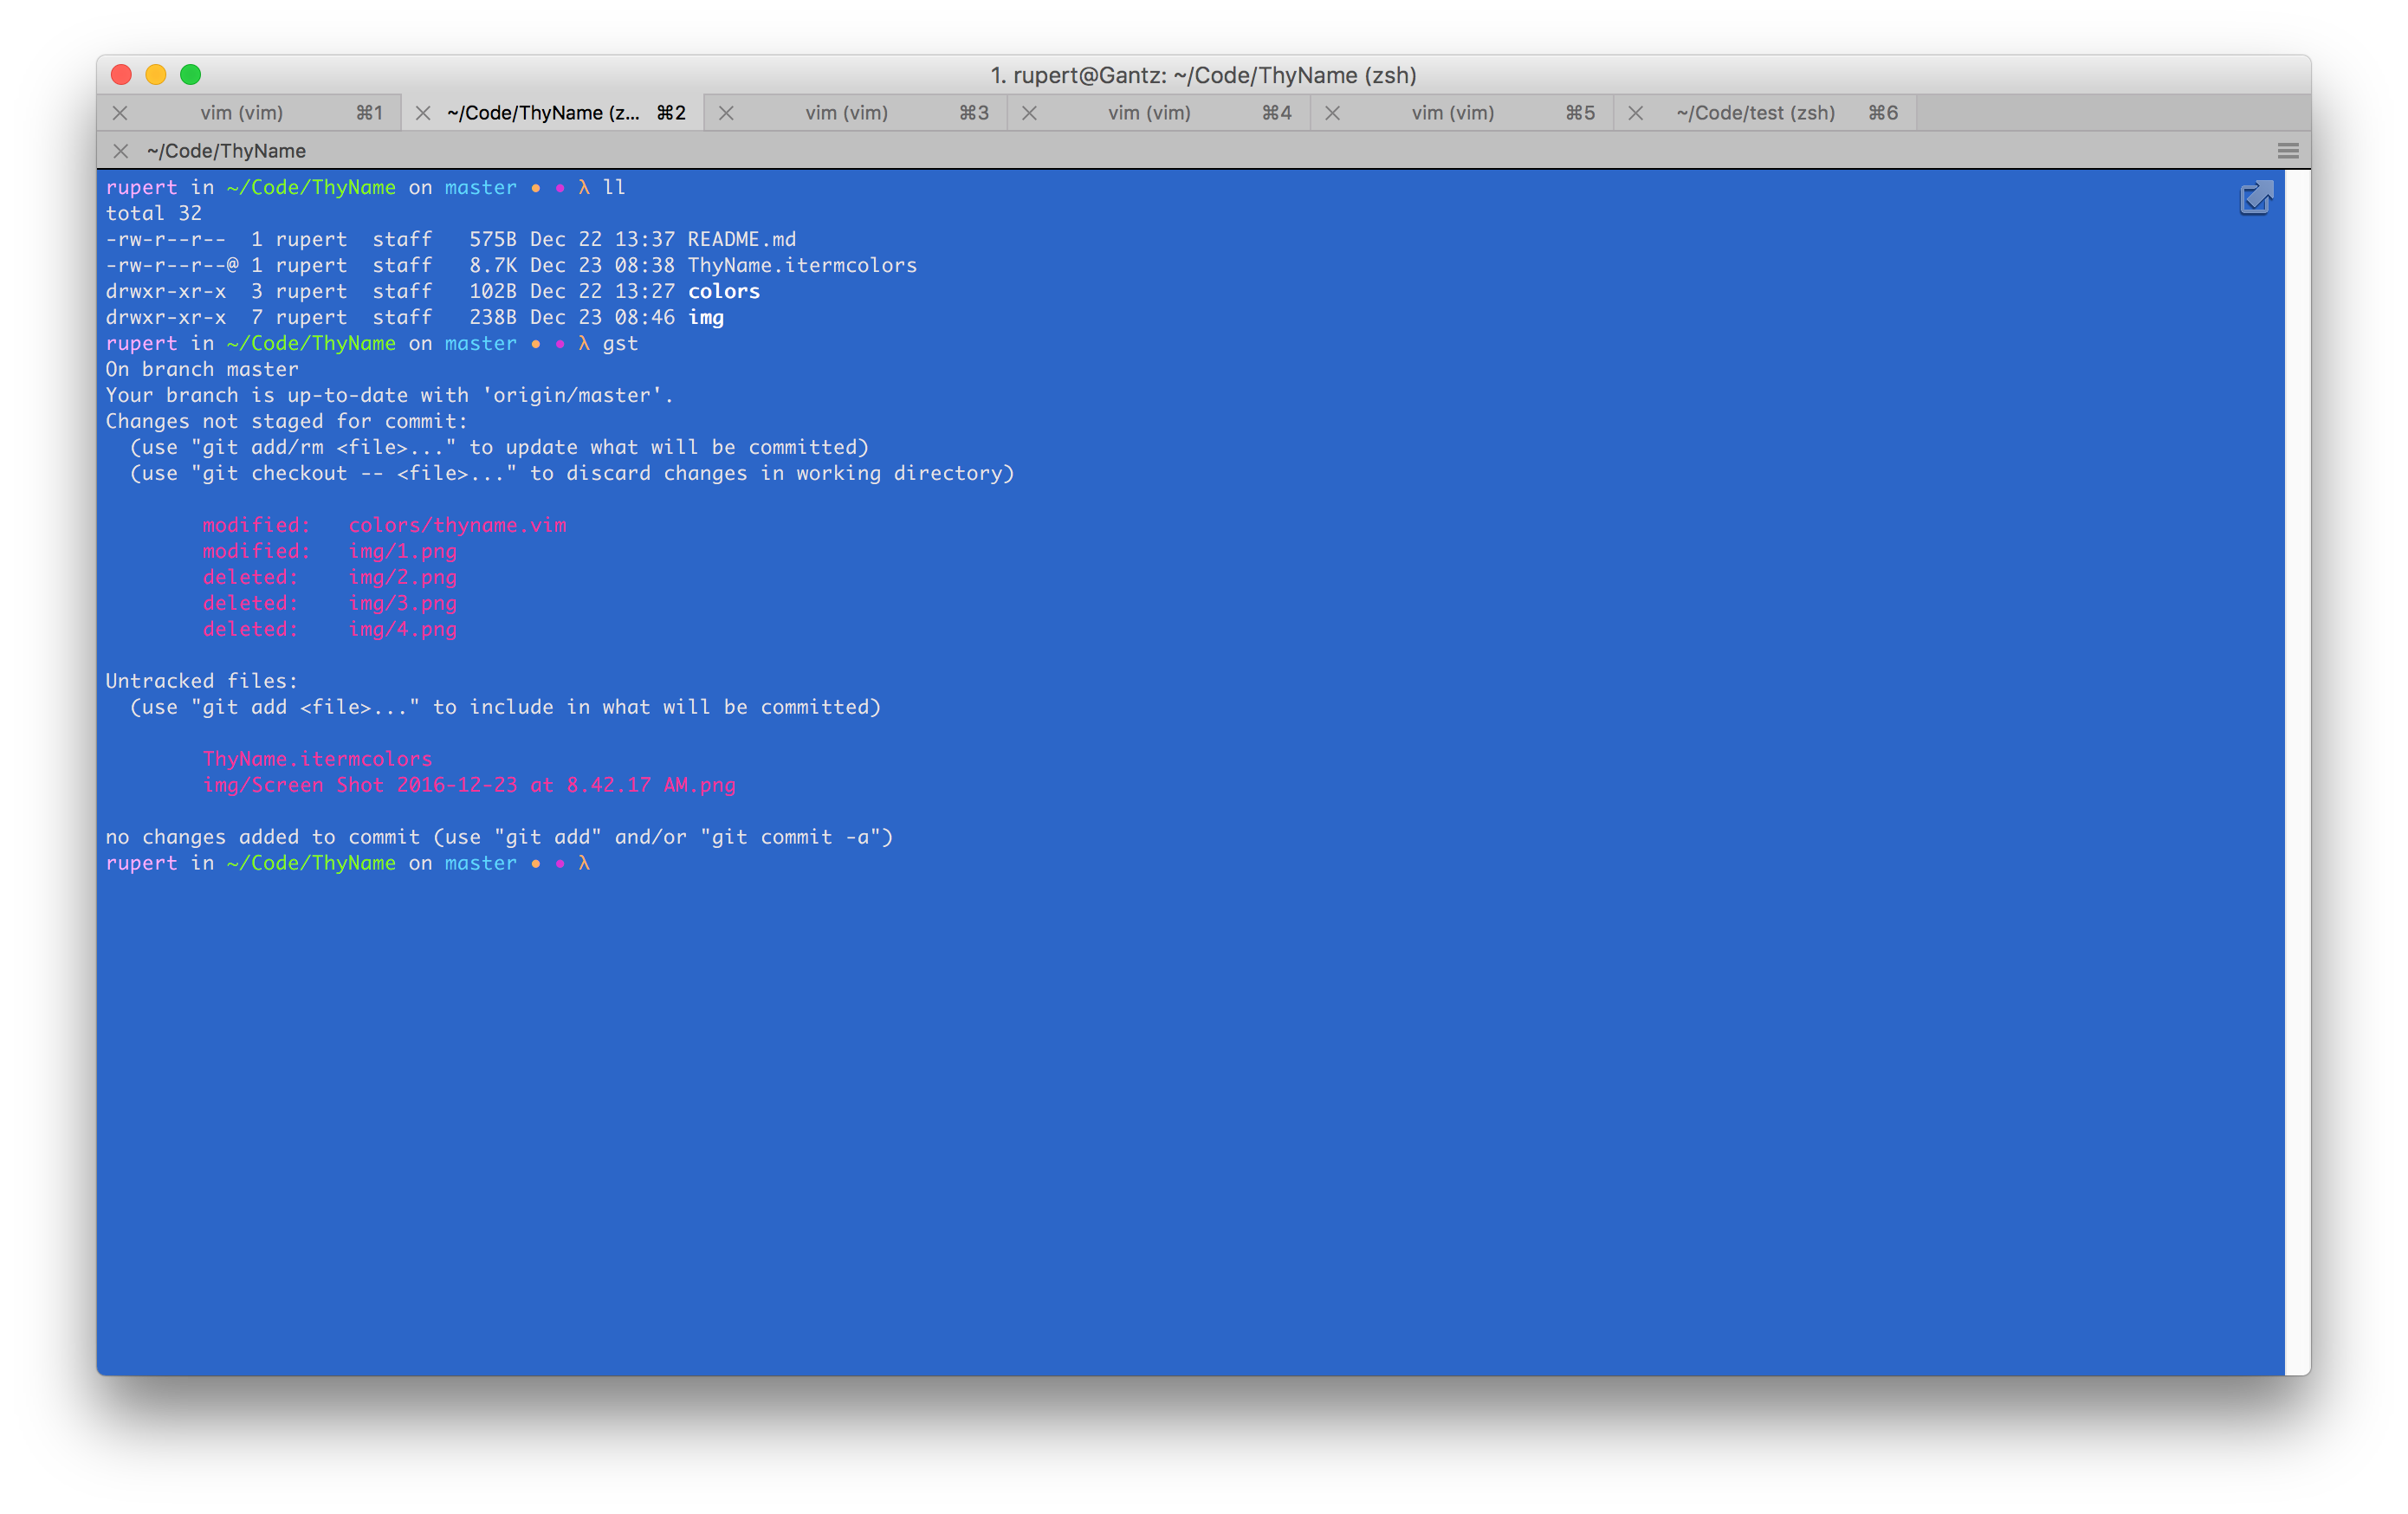 1. rupert@Gantz: ~/Code/ThyName (zsh)
vim (vim) ⌘1 ~/Code/ThyName (z... ⌘2 vim (vim) ⌘3 vim (vim) ⌘4 vim (vim) ⌘5 ~/Code/test (zsh) ⌘6
~/Code/ThyName
rupert in ~/Code/ThyName on master • • λ ll
total 32
-rw-r--r--  1 rupert  staff   575B Dec 22 13:37 README.md
-rw-r--r--@ 1 rupert  staff   8.7K Dec 23 08:38 ThyName.itermcolors
drwxr-xr-x  3 rupert  staff   102B Dec 22 13:27 colors
drwxr-xr-x  7 rupert  staff   238B Dec 23 08:46 img
rupert in ~/Code/ThyName on master • • λ gst
On branch master
Your branch is up-to-date with 'origin/master'.
Changes not staged for commit:
  (use "git add/rm <file>..." to update what will be committed)
  (use "git checkout -- <file>..." to discard changes in working directory)
        modified:   colors/thyname.vim
        modified:   img/1.png
        deleted:    img/2.png
        deleted:    img/3.png
        deleted:    img/4.png
Untracked files:
  (use "git add <file>..." to include in what will be committed)
        ThyName.itermcolors
        img/Screen Shot 2016-12-23 at 8.42.17 AM.png
no changes added to commit (use "git add" and/or "git commit -a")
rupert in ~/Code/ThyName on master • • λ